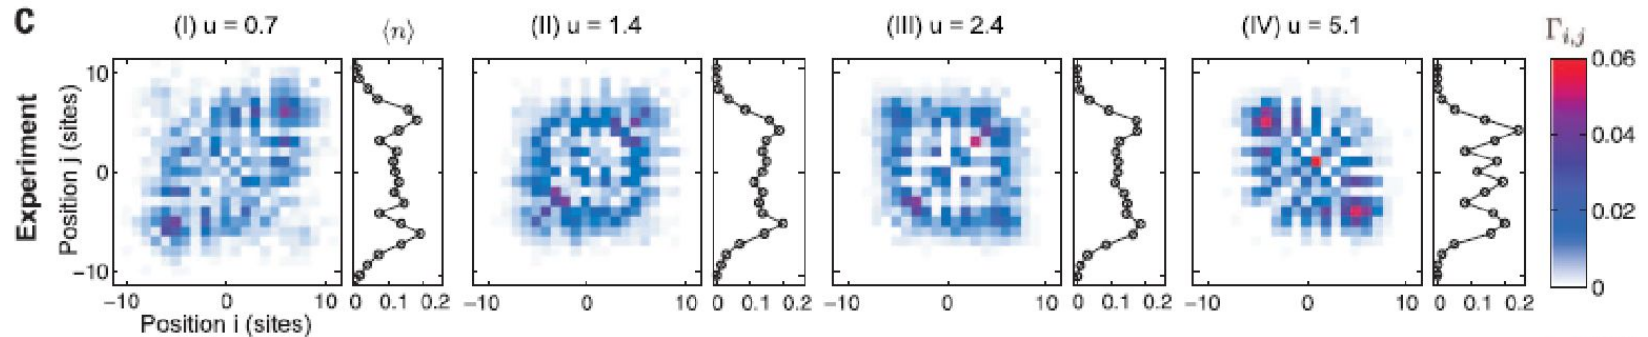 C
(I) u = 0.7
⟨n⟩
(II) u = 1.4
(III) u = 2.4
(IV) u = 5.1
Γi,j
Experiment
Position j (sites)
10
0
−10
−10 0 10
0 0.1 0.2
−10 0 10
0 0.1 0.2
−10 0 10
0 0.1 0.2
−10 0 10
0 0.1 0.2
Position i (sites)
0.06
0.04
0.02
0